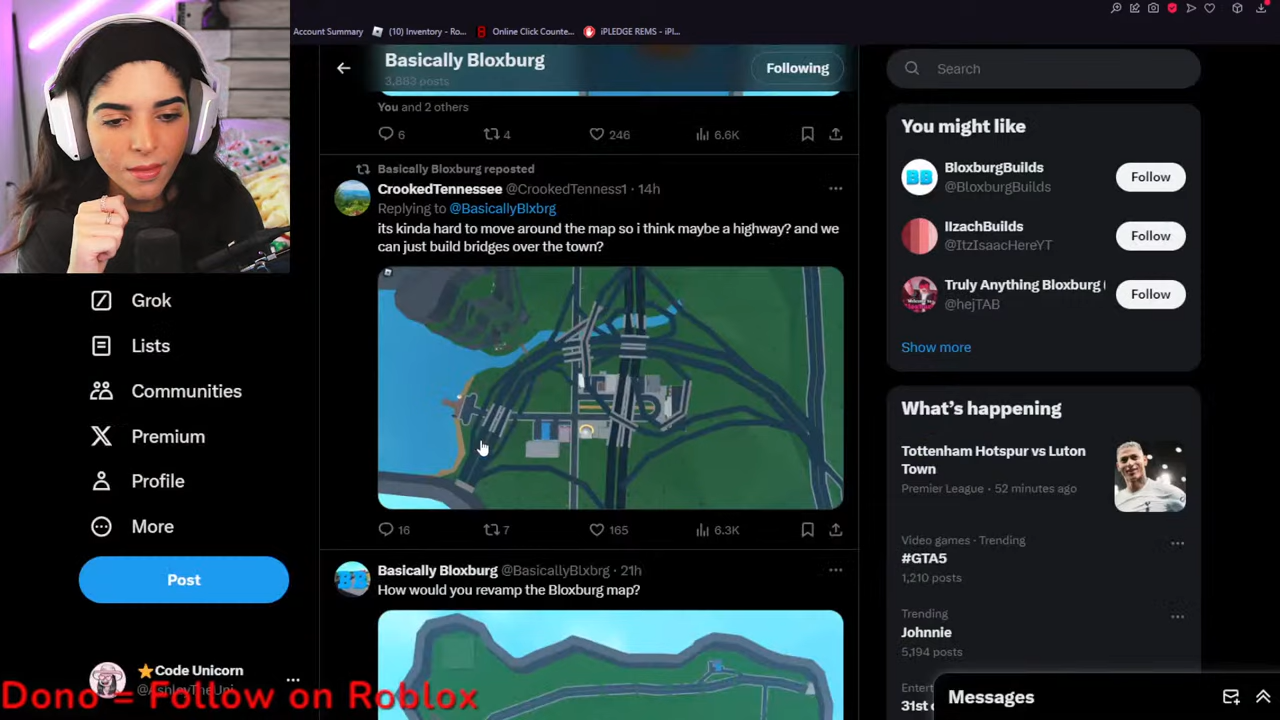 Account Summary
(10) Inventory - Ro...
Online Click Counte...
iPLEDGE REMS - iPl...
Basically Bloxburg
3,883 posts
Following
You and 2 others
6
4
246
6.6K
Basically Bloxburg reposted
CrookedTennessee @CrookedTenness1 · 14h
Replying to @BasicallyBlxbrg
its kinda hard to move around the map so i think maybe a highway? and we
can just build bridges over the town?
16
7
165
6.3K
Basically Bloxburg @BasicallyBlxbrg · 21h
How would you revamp the Bloxburg map?
Grok
Lists
Communities
Premium
Profile
More
Post
Code Unicorn
Dono = Follow on Roblox
Search
You might like
BloxburgBuilds
@BloxburgBuilds
Follow
IIzachBuilds
@ItzIsaacHereYT
Follow
Truly Anything Bloxburg
@hejTAB
Follow
Show more
What's happening
Tottenham Hotspur vs Luton
Town
Premier League · 52 minutes ago
Video games · Trending
#GTA5
1,210 posts
Trending
Johnnie
5,194 posts
Messages